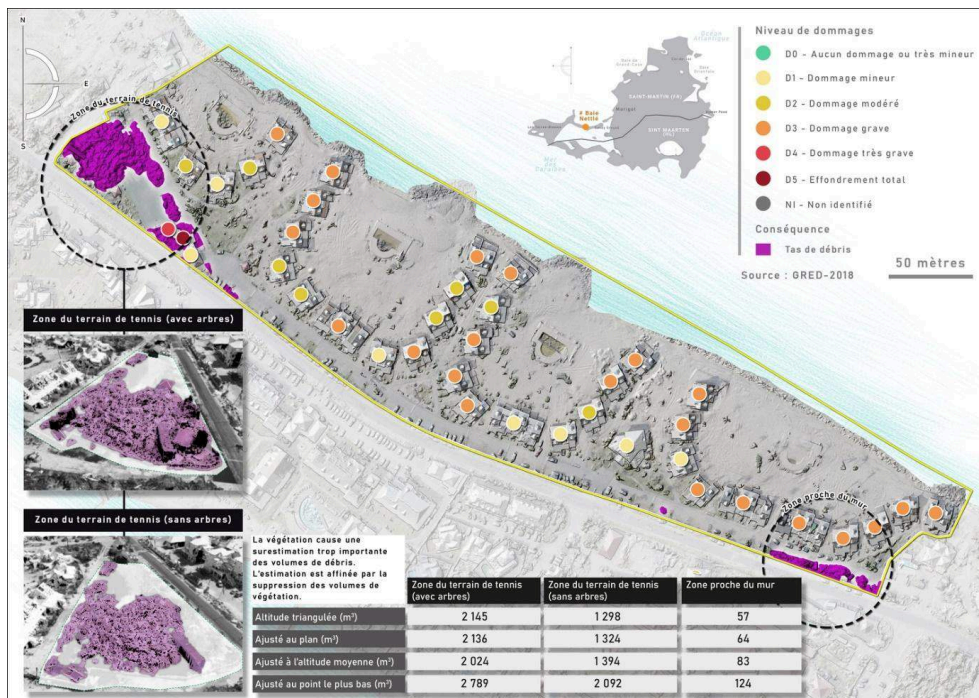 N
E
S
Zone du terrain de tennis
Océan
Atlantique
SAINT-MARTIN (FR)
Marigot
# Baie
Nettlé
SINT MAARTEN
(NL)
Mer
des
Caraïbes
Niveau de dommages
D0 - Aucun dommage ou très mineur
D1 - Dommage mineur
D2 - Dommage modéré
D3 - Dommage grave
D4 - Dommage très grave
D5 - Effondrement total
NI - Non identifié
Conséquence
Tas de débris
Source : GRED-2018
50 mètres
Zone du terrain de tennis (avec arbres)
Zone du terrain de tennis (sans arbres)
Zone proche du mur
La végétation cause une
surestimation trop importante
des volumes de débris.
L'estimation est affinée par la
suppression des volumes de
végétation.
Zone du terrain de tennis
(avec arbres)
Zone du terrain de tennis
(sans arbres)
Zone proche du mur
Altitude triangulée (m³) 2 145 1 298 57
Ajusté au plan (m³) 2 136 1 324 64
Ajusté à l'altitude moyenne (m³) 2 024 1 394 83
Ajusté au point le plus bas (m³) 2 789 2 092 124